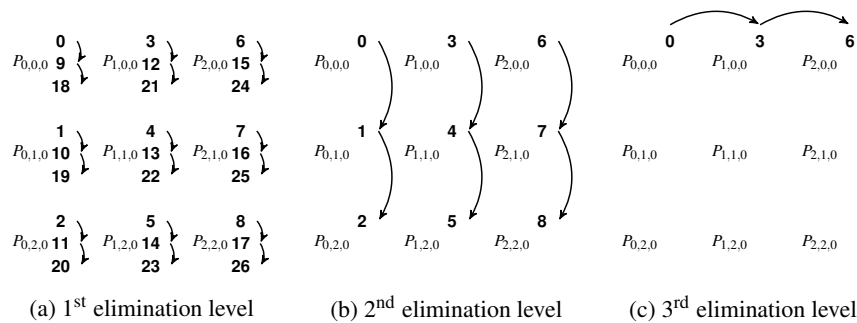 0 3 6 0 3 6 0 3 6
P0,0,0 9 P1,0,0 12 P2,0,0 15 P0,0,0 P1,0,0 P2,0,0 P0,0,0 P1,0,0 P2,0,0
18 21 24
1 4 7 1 4 7
P0,1,0 10 P1,1,0 13 P2,1,0 16 P0,1,0 P1,1,0 P2,1,0 P0,1,0 P1,1,0 P2,1,0
19 22 25
2 5 8 2 5 8
P0,2,0 11 P1,2,0 14 P2,2,0 17 P0,2,0 P1,2,0 P2,2,0 P0,2,0 P1,2,0 P2,2,0
20 23 26
(a) 1st elimination level (b) 2nd elimination level (c) 3rd elimination level